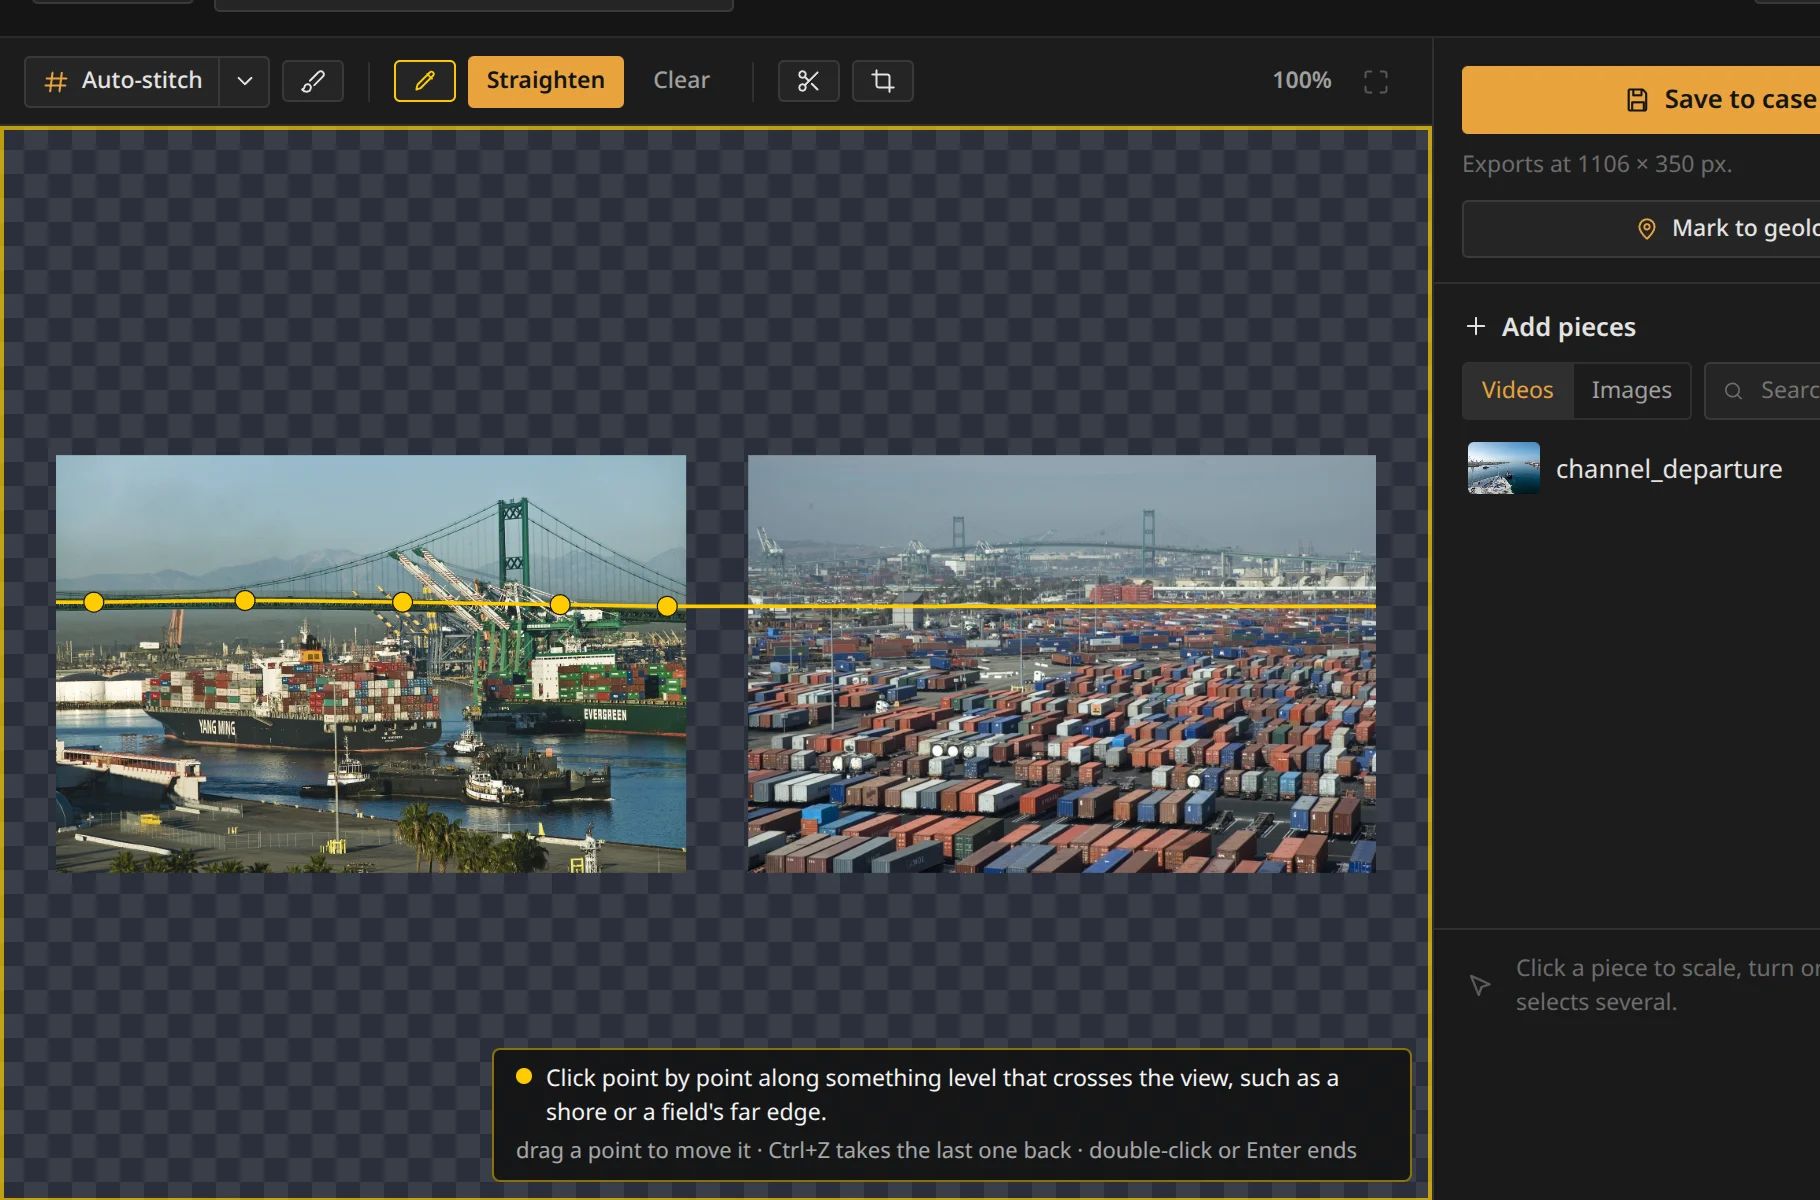 Auto-stitch
Straighten
Clear
100%
Save to case
Exports at 1106 × 350 px.
Mark to geolo
Add pieces
Videos
Images
Searc
channel_departure
YANG MING
EVERGREEN
Click a piece to scale, turn or
selects several.
Click point by point along something level that crosses the view, such as a
shore or a field's far edge.
drag a point to move it · Ctrl+Z takes the last one back · double-click or Enter ends